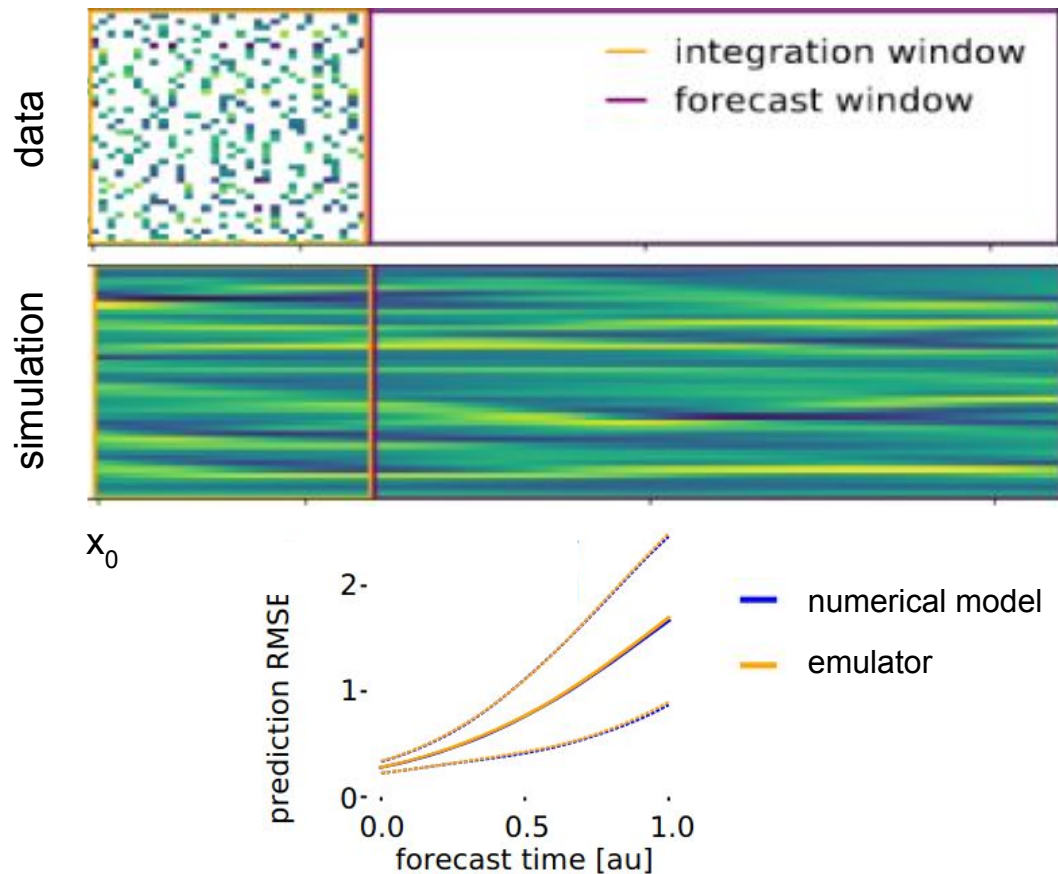 data
integration window
forecast window
simulation
x0
prediction RMSE
2-
1-
0-
0.0 0.5 1.0
forecast time [au]
numerical model
emulator